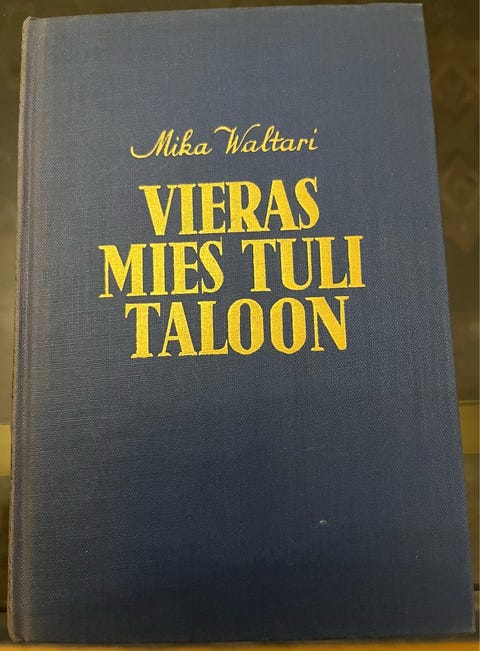 Mika Waltari
VIERAS
MIES TULI
TALOON